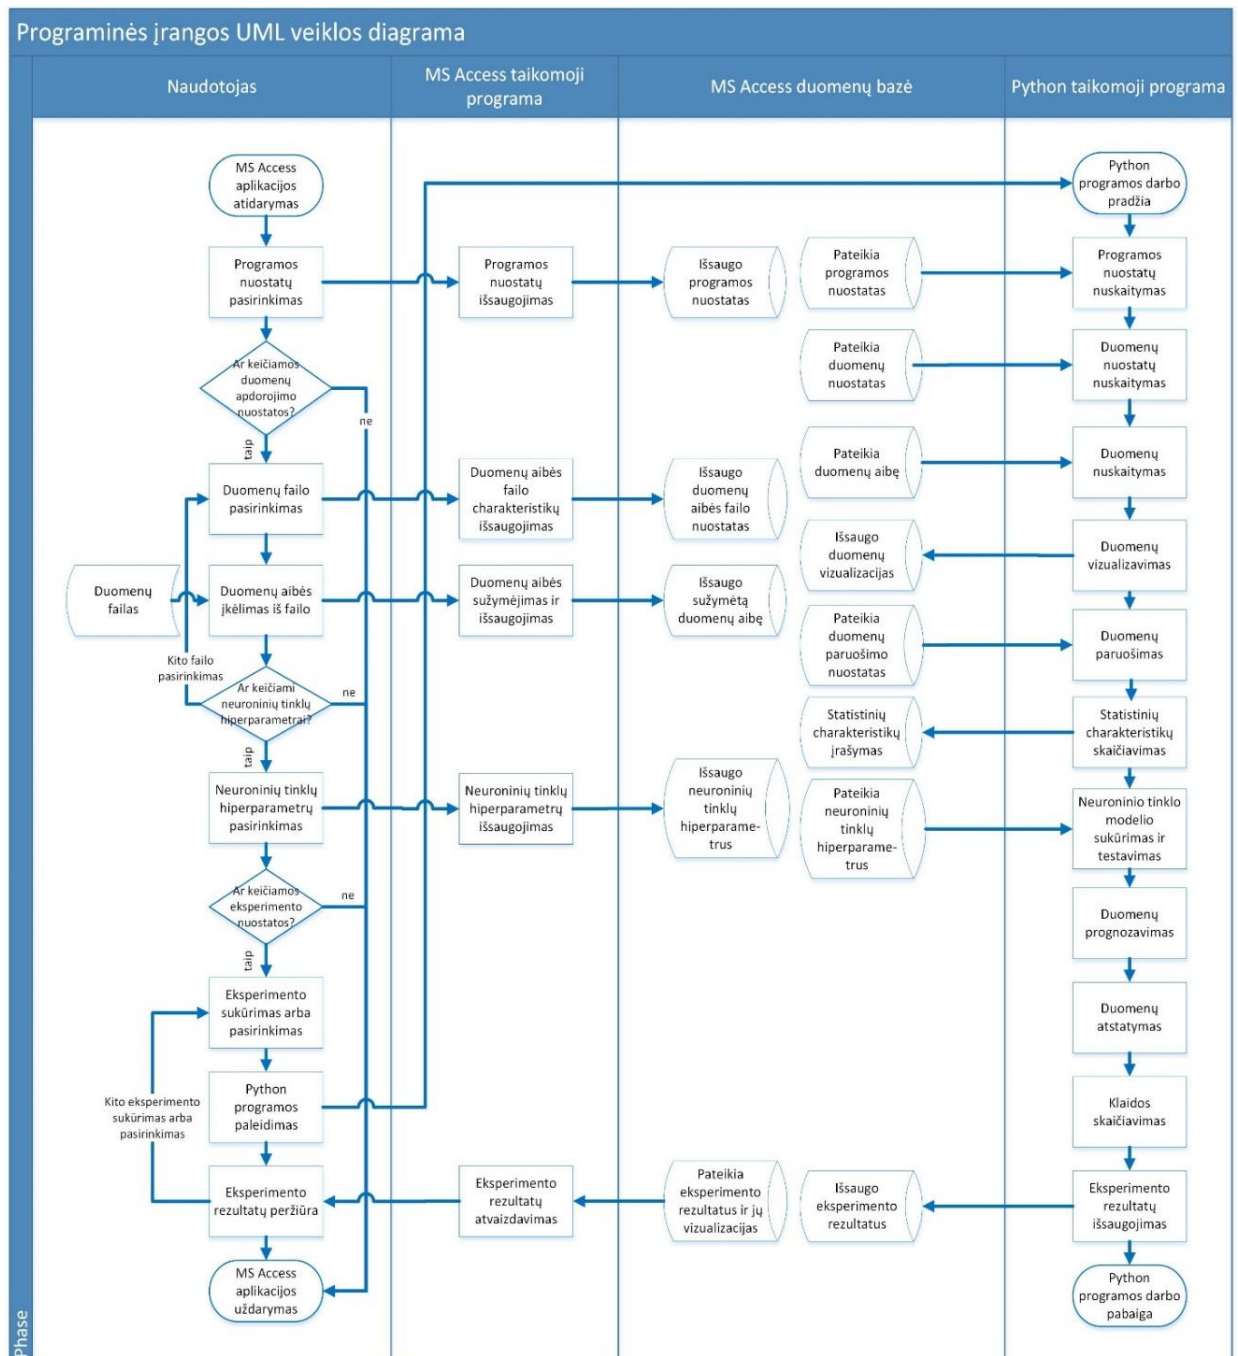 Programinės įrangos UML veiklos diagrama
Naudotojas
MS Access taikomoji
programa
MS Access duomenų bazė
Python taikomoji programa
MS Access
aplikacijos
atidarymas
Python
programos darbo
pradžia
Programos
nuostatų
pasirinkimas
Programos
nuostatų
išsaugojimas
Išsaugo
programos
nuostatas
Pateikia
programos
nuostatas
Programos
nuostatų
nuskaitymas
Ar keičiamos
duomenų
apdorojimo
nuostatos?
ne
taip
Pateikia
duomenų
nuostatas
Duomenų
nuostatų
nuskaitymas
Duomenų failo
pasirinkimas
Duomenų aibės
failo
charakteristikų
išsaugojimas
Išsaugo
duomenų
aibės failo
nuostatas
Pateikia
duomenų aibę
Duomenų
nuskaitymas
Išsaugo
duomenų
vizualizacijas
Duomenų
vizualizavimas
Duomenų
failas
Duomenų aibės
įkėlimas iš failo
Duomenų aibės
sužymėjimas ir
išsaugojimas
Išsaugo
sužymėtą
duomenų aibę
Pateikia
duomenų
paruošimo
nuostatas
Duomenų
paruošimas
Kito failo
pasirinkimas
Ar keičiami
neuroninių tinklų
hiperparametrai?
ne
taip
Statistinių
charakteristikų
įrašymas
Statistinių
charakteristikų
skaičiavimas
Neuroninių tinklų
hiperparametrų
pasirinkimas
Neuroninių tinklų
hiperparametrų
išsaugojimas
Išsaugo
neuroninių
tinklų
hiperparame-
trus
Pateikia
neuroninių
tinklų
hiperparame-
trus
Neuroninio tinklo
modelio
sukūrimas ir
testavimas
Ar keičiamos
eksperimento
nuostatos?
ne
taip
Duomenų
prognozavimas
Eksperimento
sukūrimas arba
pasirinkimas
Duomenų
atstatymas
Kito eksperimento
sukūrimas arba
pasirinkimas
Python
programos
paleidimas
Klaidos
skaičiavimas
Eksperimento
rezultatų peržiūra
Eksperimento
rezultatų
atvaizdavimas
Pateikia
eksperimento
rezultatus ir jų
vizualizacijas
Išsaugo
eksperimento
rezultatus
Eksperimento
rezultatų
išsaugojimas
MS Access
aplikacijos
uždarymas
Python
programos darbo
pabaiga
Phase